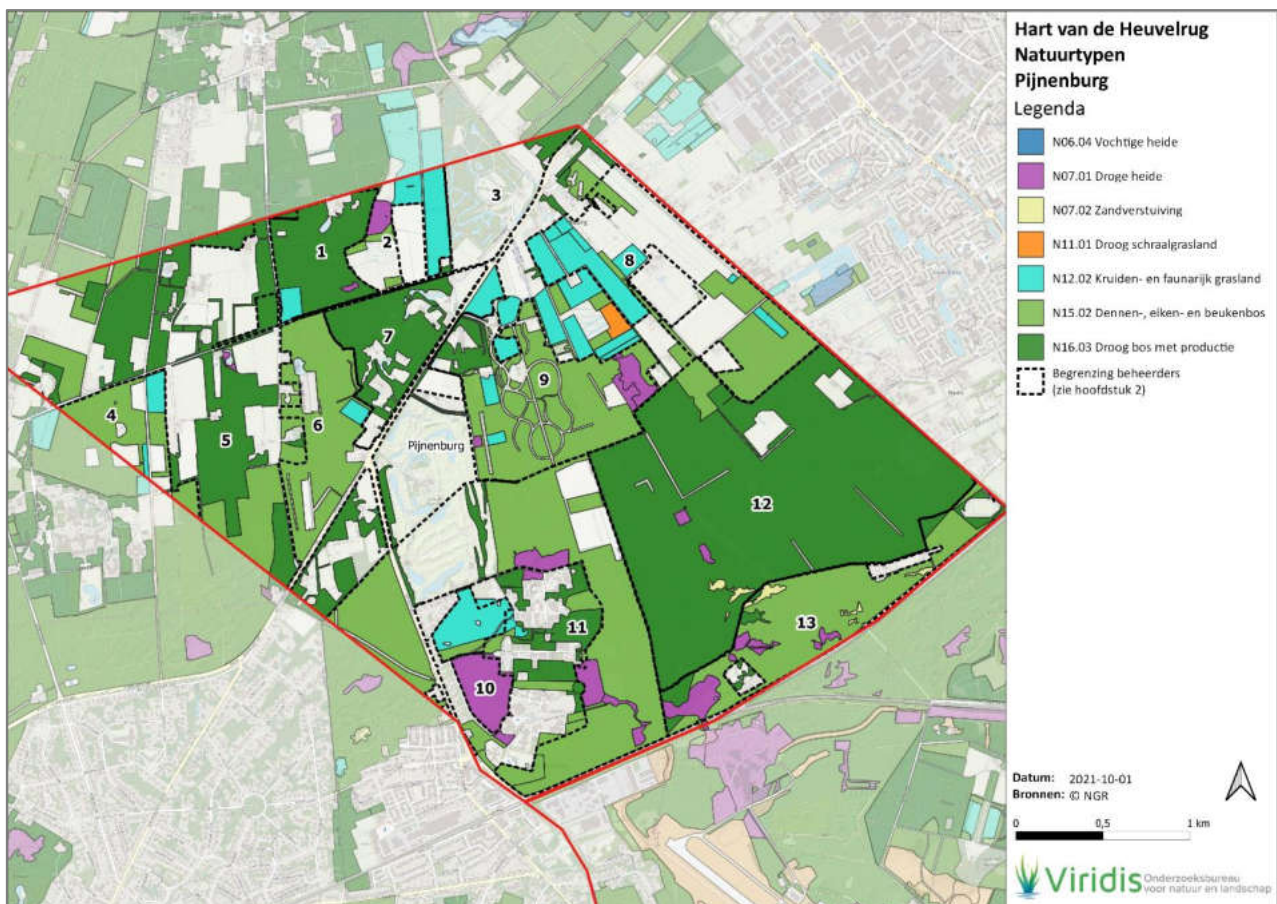 Hart van de Heuvelrug
Natuurtypen
Pijnenburg
Legenda
N06.04 Vochtige heide
N07.01 Droge heide
N07.02 Zandverstuiving
N11.01 Droog schraalgrasland
N12.02 Kruiden- en faunarijk grasland
N15.02 Dennen-, eiken- en beukenbos
N16.03 Droog bos met productie
Begrenzing beheerders
(zie hoofdstuk 2)
1
2
3
4
5
6
7
8
9
Pijnenburg
10
11
12
13
Datum: 2021-10-01
Bronnen: © NGR
0 0,5 1 km
Viridis Onderzoeksbureau
voor natuur en landschap